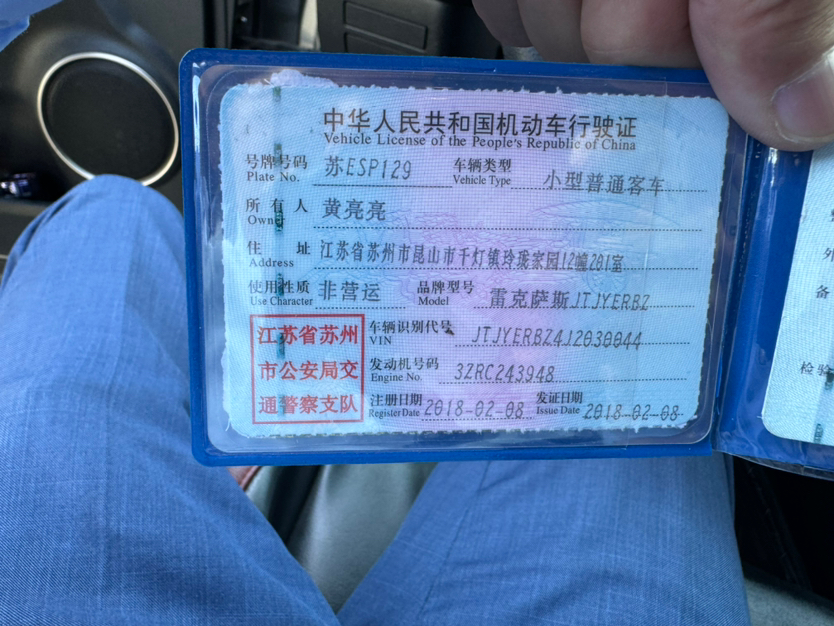 中华人民共和国机动车行驶证
Vehicle License of the People's Republic of China
号牌号码 苏ESP129 车辆类型 小型普通客车
Plate No. Vehicle Type
所有人 黄亮亮
Owner
住址 江苏省苏州市昆山市千灯镇玲珑家园12幢201室
Address
使用性质 非营运 品牌型号 雷克萨斯JTJYERBZ
Use Character Model
江苏省苏州 车辆识别代号 JTJYERBZ4J2030044
VIN
市公安局交 发动机号码 3ZRC243948
Engine No.
通警察支队 注册日期 2018-02-08 发证日期 2018-02-08
Register Date Issue Date
外
备
检验